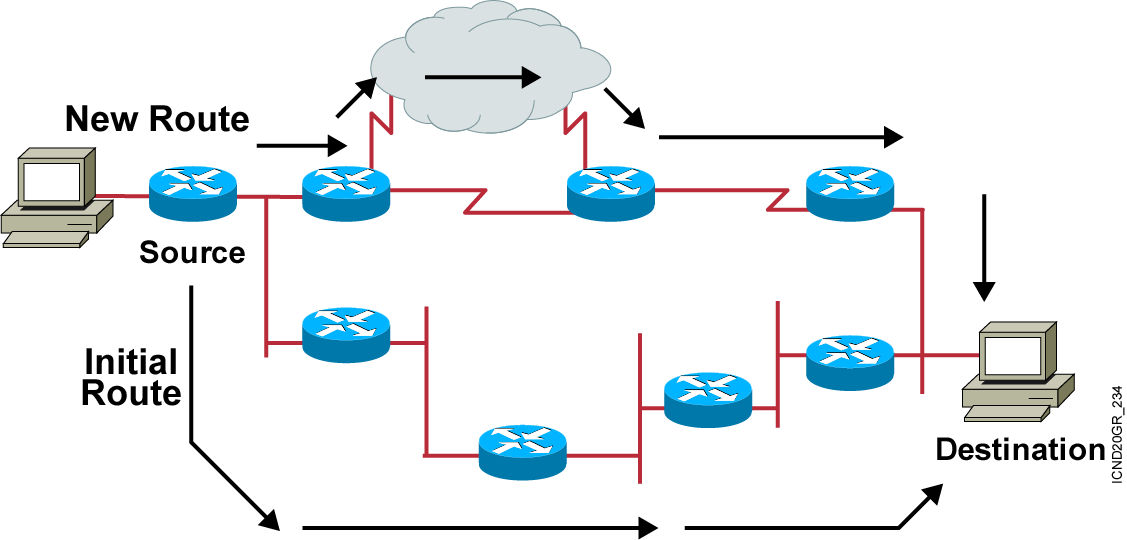 New Route
Source
Initial
Route
Destination
ICND20GR_234